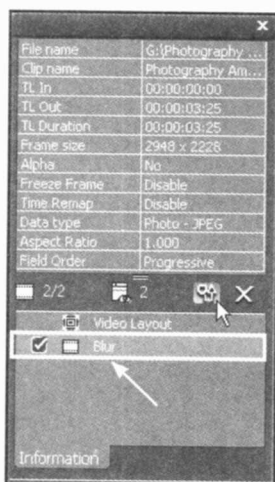 File name G:\Photography ...
Clip name Photography Am...
TL In 00:00:00:00
TL Out 00:00:03:25
TL Duration 00:00:03:25
Frame size 2948 x 2228
Alpha No
Freeze Frame Disable
Time Remap Disable
Data type Photo - JPEG
Aspect Ratio 1.000
Field Order Progressive
2/2 2
Video Layout
Blur
Information